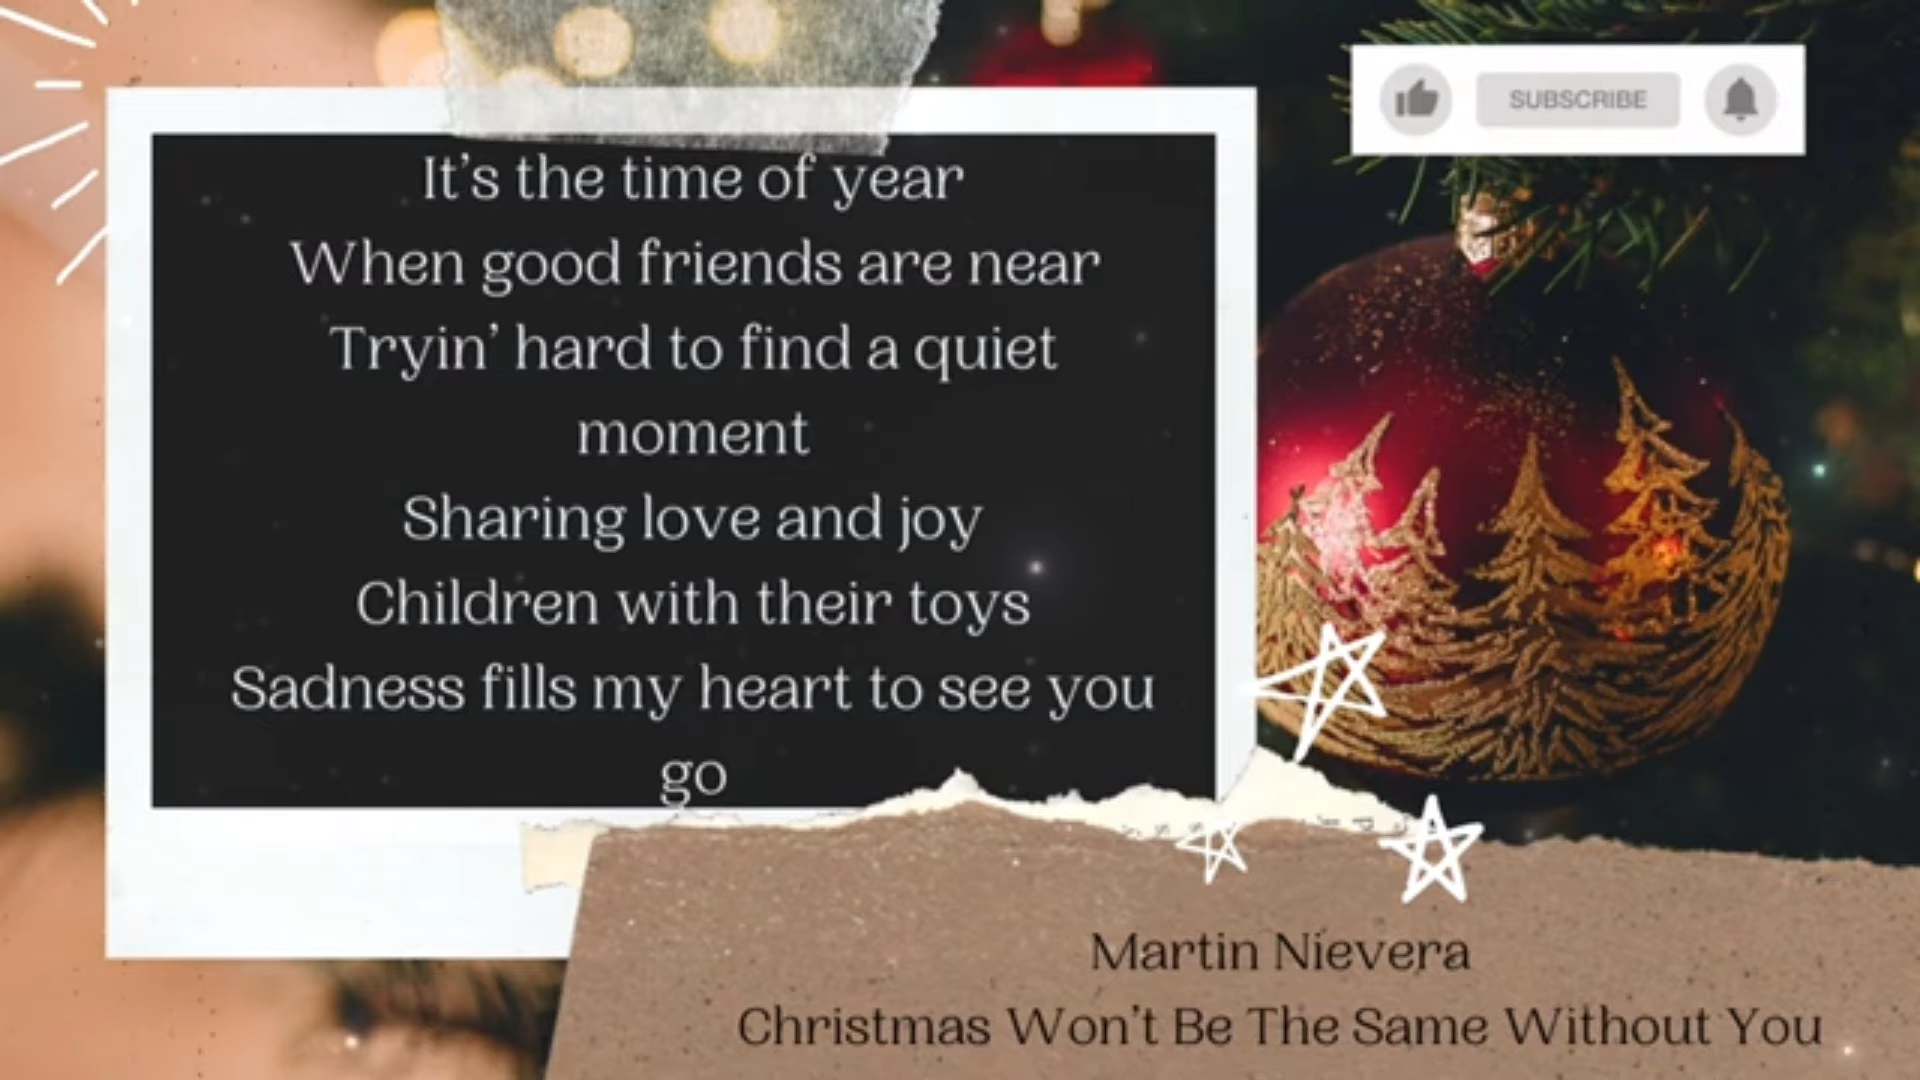 SUBSCRIBE
It's the time of year
When good friends are near
Tryin' hard to find a quiet
moment
Sharing love and joy
Children with their toys
Sadness fills my heart to see you
go
Martin Nievera
Christmas Won't Be The Same Without You